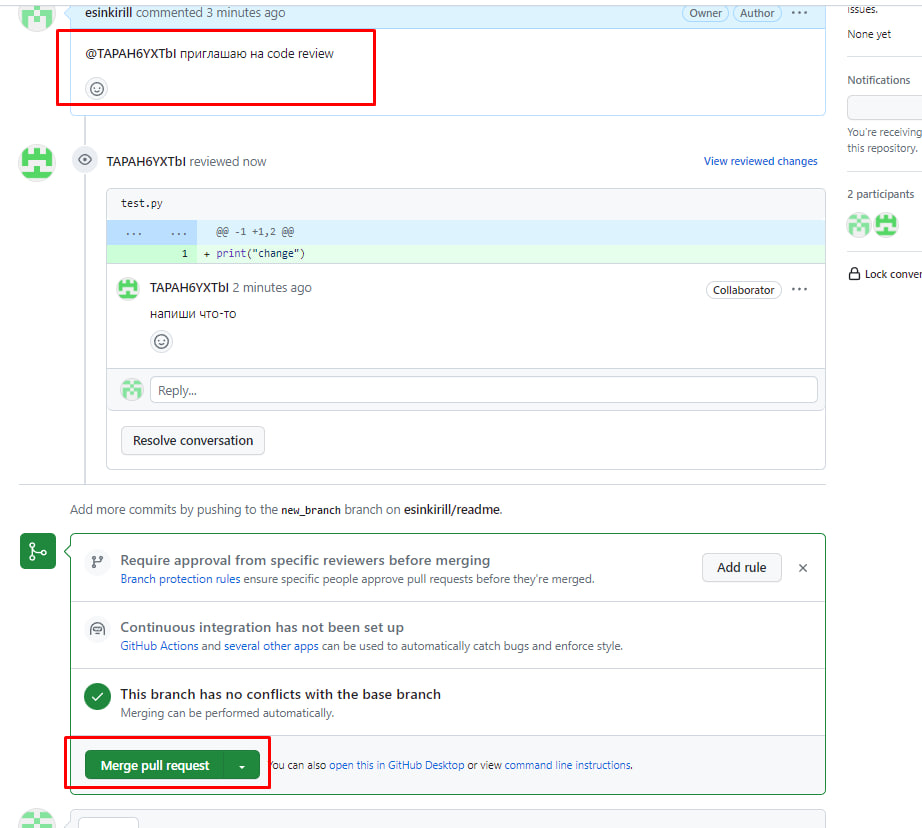 esinkirill commented 3 minutes ago
Owner
Author
issues.
None yet
@TAPAH6YXTbI приглашаю на code review
Notifications
You're receiving
this repository.
TAPAH6YXTbI reviewed now
View reviewed changes
2 participants
test.py
... ... @@ -1 +1,2 @@
1 + print("change")
Lock conver
TAPAH6YXTbI 2 minutes ago
Collaborator
напиши что-то
Reply...
Resolve conversation
Add more commits by pushing to the new_branch branch on esinkirill/readme.
Require approval from specific reviewers before merging
Branch protection rules ensure specific people approve pull requests before they're merged.
Add rule
Continuous integration has not been set up
GitHub Actions and several other apps can be used to automatically catch bugs and enforce style.
This branch has no conflicts with the base branch
Merging can be performed automatically.
Merge pull request
You can also open this in GitHub Desktop or view command line instructions.